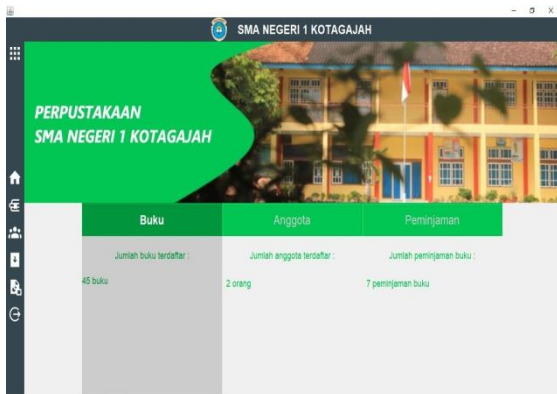 SMA NEGERI 1 KOTAGAJAH
PERPUSTAKAAN
SMA NEGERI 1 KOTAGAJAH
Buku
Anggota
Peminjaman
Jumlah buku terdaftar :
Jumlah anggota terdaftar :
Jumlah peminjaman buku :
45 buku
2 orang
7 peminjaman buku